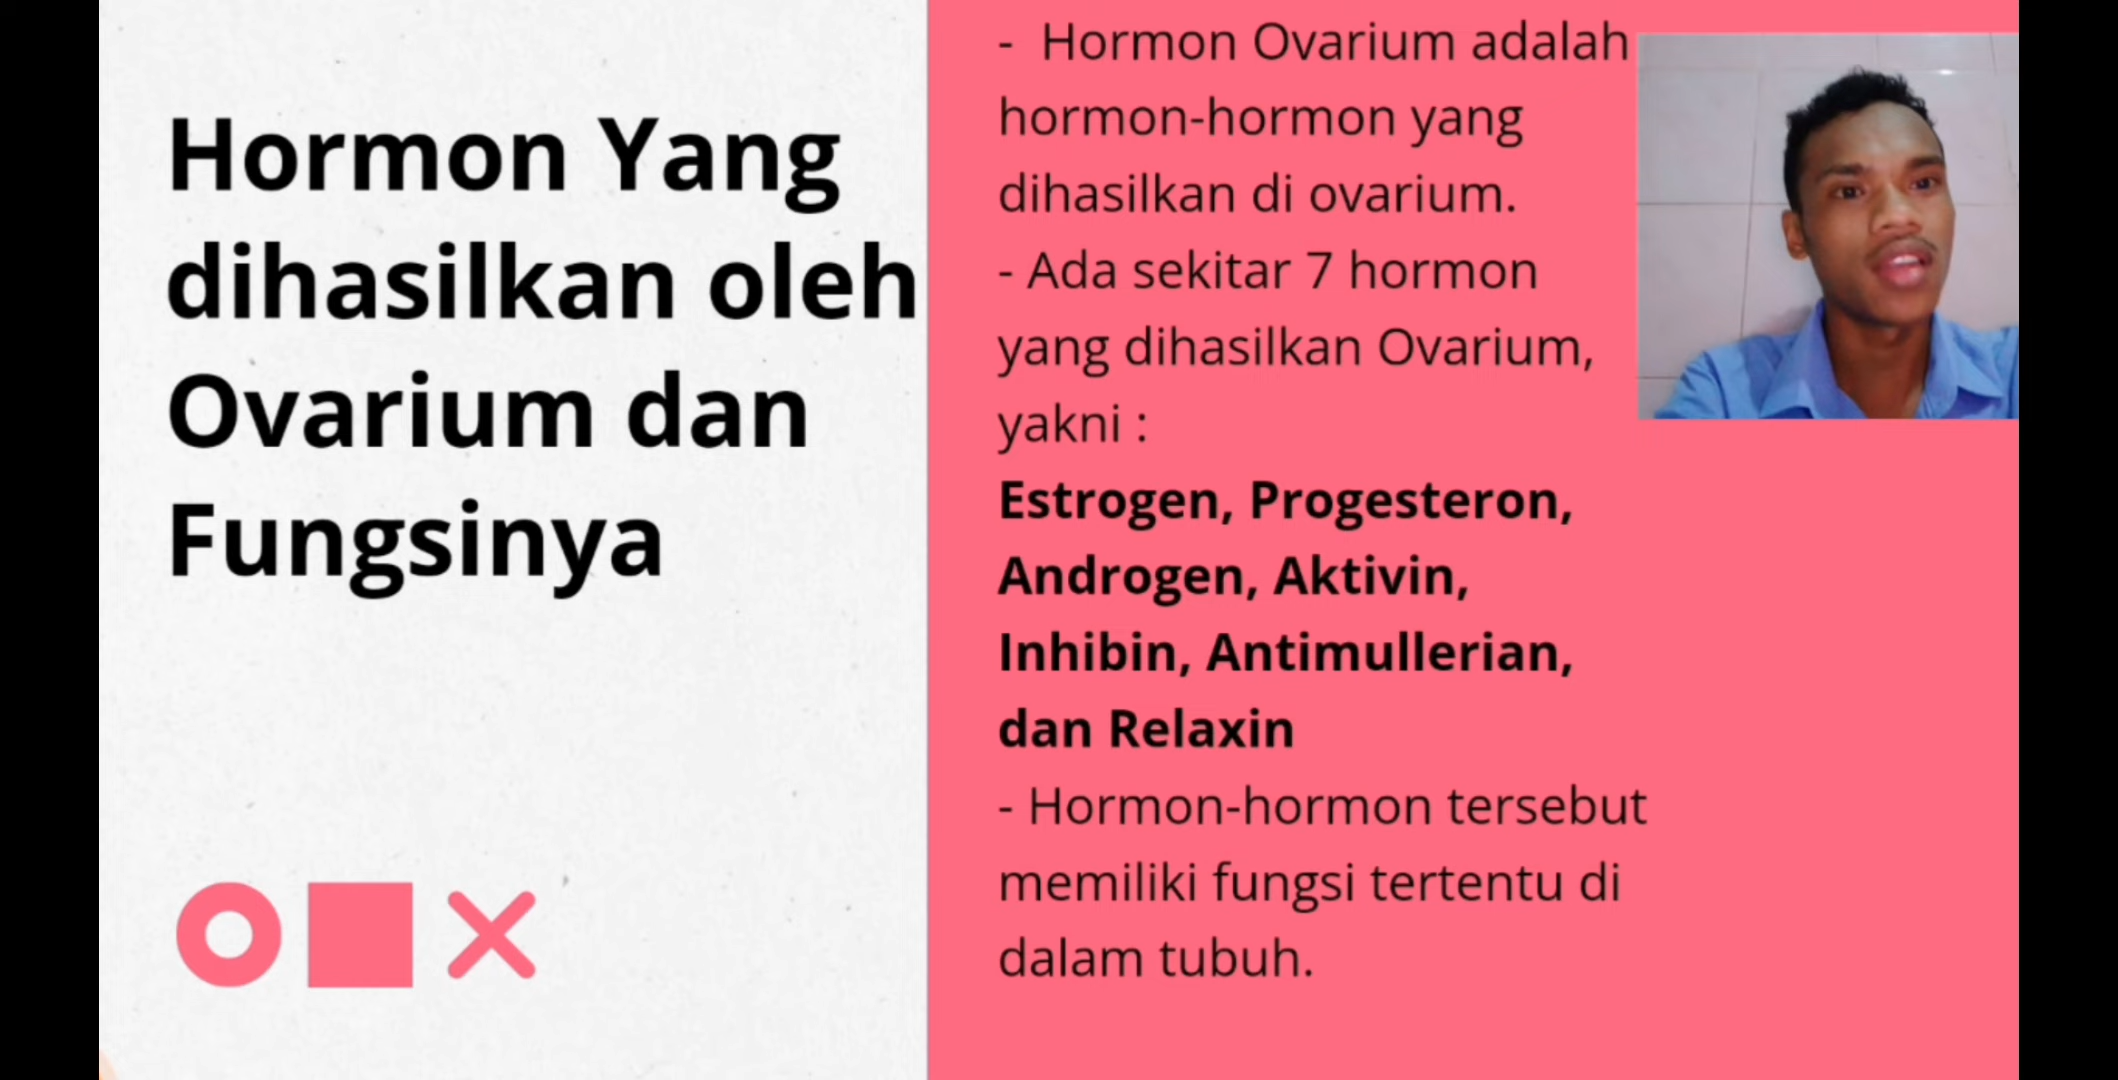 Hormon Yang
dihasilkan oleh
Ovarium dan
Fungsinya
- Hormon Ovarium adalah
hormon-hormon yang
dihasilkan di ovarium.
- Ada sekitar 7 hormon
yang dihasilkan Ovarium,
yakni :
Estrogen, Progesteron,
Androgen, Aktivin,
Inhibin, Antimullerian,
dan Relaxin
- Hormon-hormon tersebut
memiliki fungsi tertentu di
dalam tubuh.